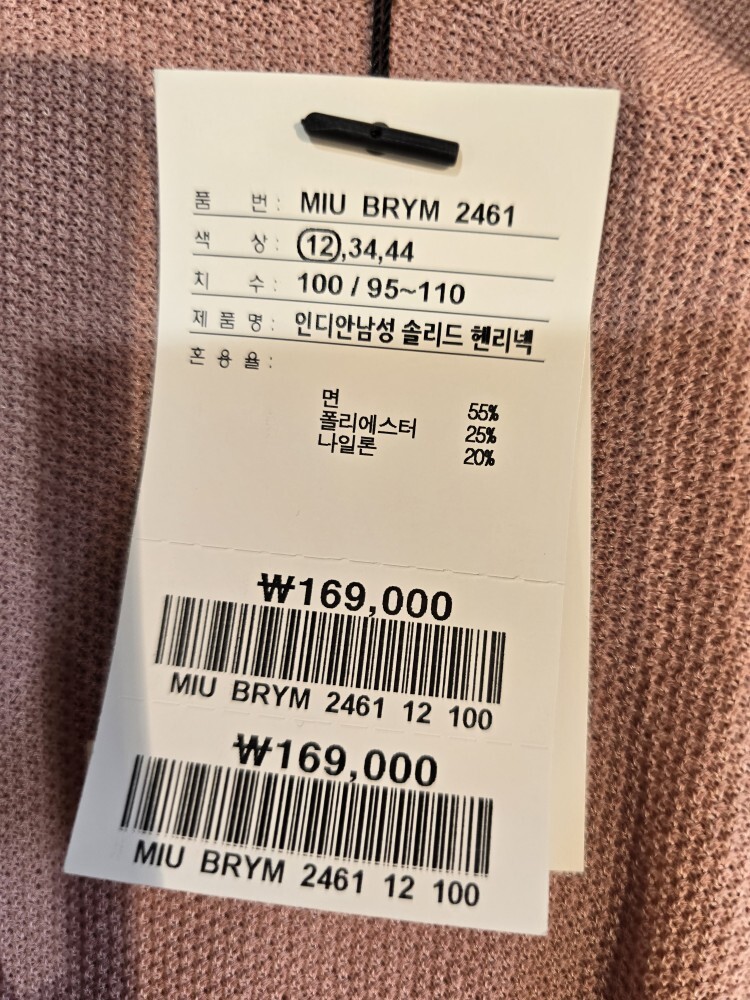 품 번 : MIU BRYM 2461
색 상 : 12,34,44
치 수 : 100 / 95~110
제 품 명 : 인디안남성 솔리드 헨리넥
혼 용 율 :
면 55%
폴리에스터 25%
나일론 20%
₩169,000
MIU BRYM 2461 12 100
₩169,000
MIU BRYM 2461 12 100